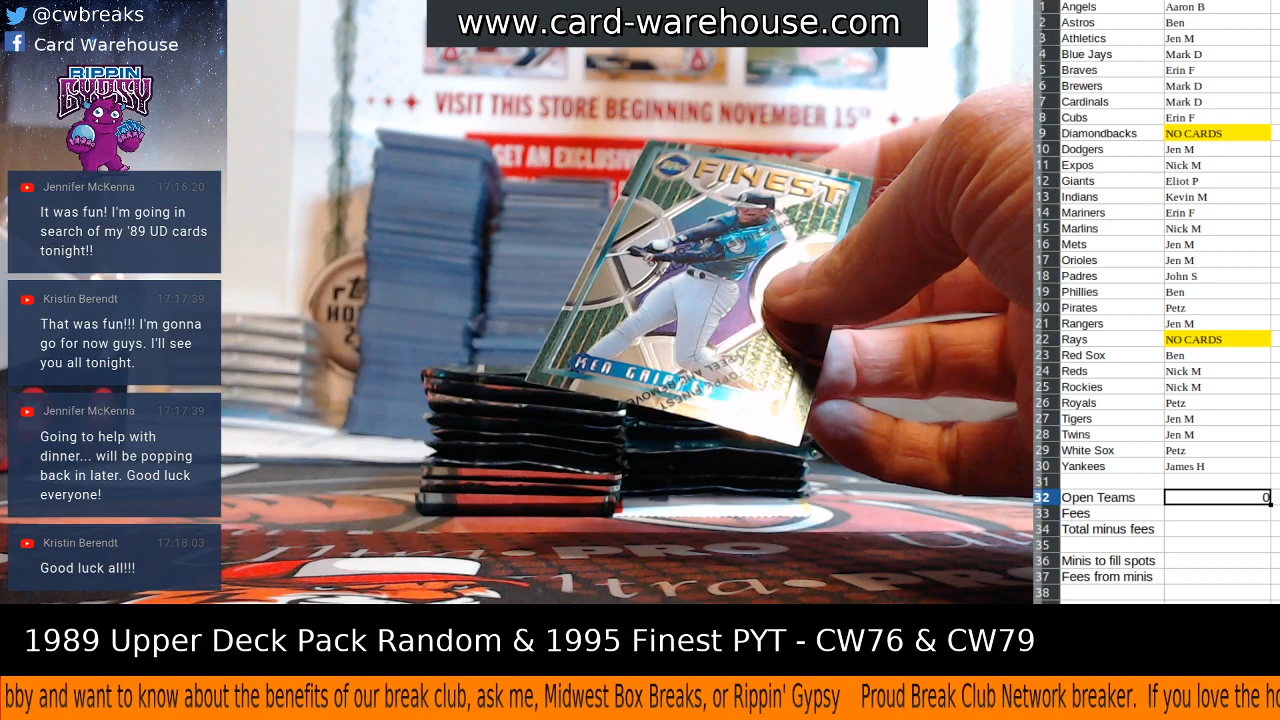 @cwbreaks
Card Warehouse
RIPPIN
GYPSY
Jennifer McKenna 17:16:20
It was fun! I'm going in
search of my '89 UD cards
tonight!!
Kristin Berendt 17:17:39
That was fun!!! I'm gonna
go for now guys. I'll see
you all tonight.
Jennifer McKenna 17:17:39
Going to help with
dinner... will be popping
back in later. Good luck
everyone!
Kristin Berendt 17:18:03
Good luck all!!!
www.card-warehouse.com
VISIT THIS STORE BEGINNING NOVEMBER 15th
GET AN EXCLUSIVE
FINEST
KEN GRIFFEY
PRO
Ultra PRO
1 Angels Aaron B
2 Astros Ben
3 Athletics Jen M
4 Blue Jays Mark D
5 Braves Erin F
6 Brewers Mark D
7 Cardinals Mark D
8 Cubs Erin F
9 Diamondbacks NO CARDS
10 Dodgers Jen M
11 Expos Nick M
12 Giants Eliot P
13 Indians Kevin M
14 Mariners Erin F
15 Marlins Nick M
16 Mets Jen M
17 Orioles Jen M
18 Padres John S
19 Phillies Ben
20 Pirates Petz
21 Rangers Jen M
22 Rays NO CARDS
23 Red Sox Ben
24 Reds Nick M
25 Rockies Nick M
26 Royals Petz
27 Tigers Jen M
28 Twins Jen M
29 White Sox Petz
30 Yankees James H
31
32 Open Teams 0
33 Fees
34 Total minus fees
35
36 Minis to fill spots
37 Fees from minis
38
1989 Upper Deck Pack Random & 1995 Finest PYT - CW76 & CW79
bby and want to know about the benefits of our break club, ask me, Midwest Box Breaks, or Rippin' Gypsy Proud Break Club Network breaker. If you love the ho